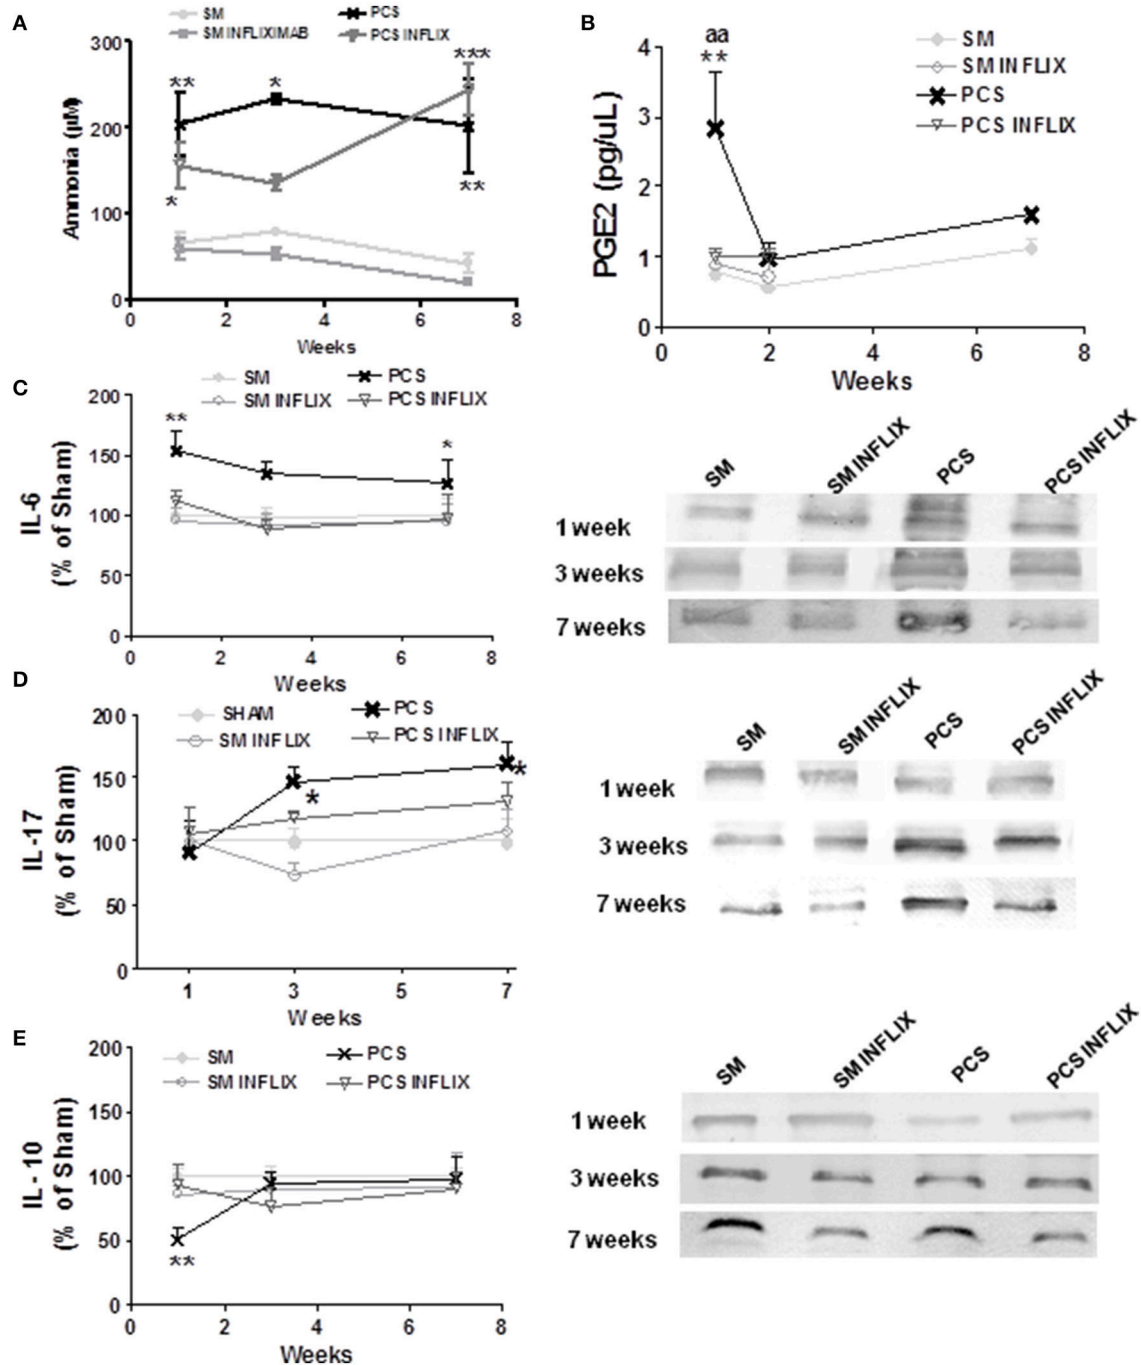 A
SM
PCS
SM INFLIXIMAB
PCS INFLIX
Ammonia (µM)
300
200
100
0
** * ***
* **
0 2 4 6 8
Weeks
B
SM
SM INFLIX
PCS
PCS INFLIX
PGE2 (pg/uL)
aa
**
4
3
2
1
0
0 2 4 6 8
Weeks
C
SM
PCS
SM INFLIX
PCS INFLIX
IL-6
(% of Sham)
200
150
100
50
0
** *
0 2 4 6 8
Weeks
SM SM INFLIX PCS PCS INFLIX
1 week
3 weeks
7 weeks
D
SHAM
PCS
SM INFLIX
PCS INFLIX
IL-17
(% of Sham)
200
150
100
50
0
* *
1 3 5 7
Weeks
SM SM INFLIX PCS PCS INFLIX
1 week
3 weeks
7 weeks
E
SM
PCS
SM INFLIX
PCS INFLIX
IL- 10
(% of Sham)
200
150
100
50
0
**
0 2 4 6 8
Weeks
SM SM INFLIX PCS PCS INFLIX
1 week
3 weeks
7 weeks